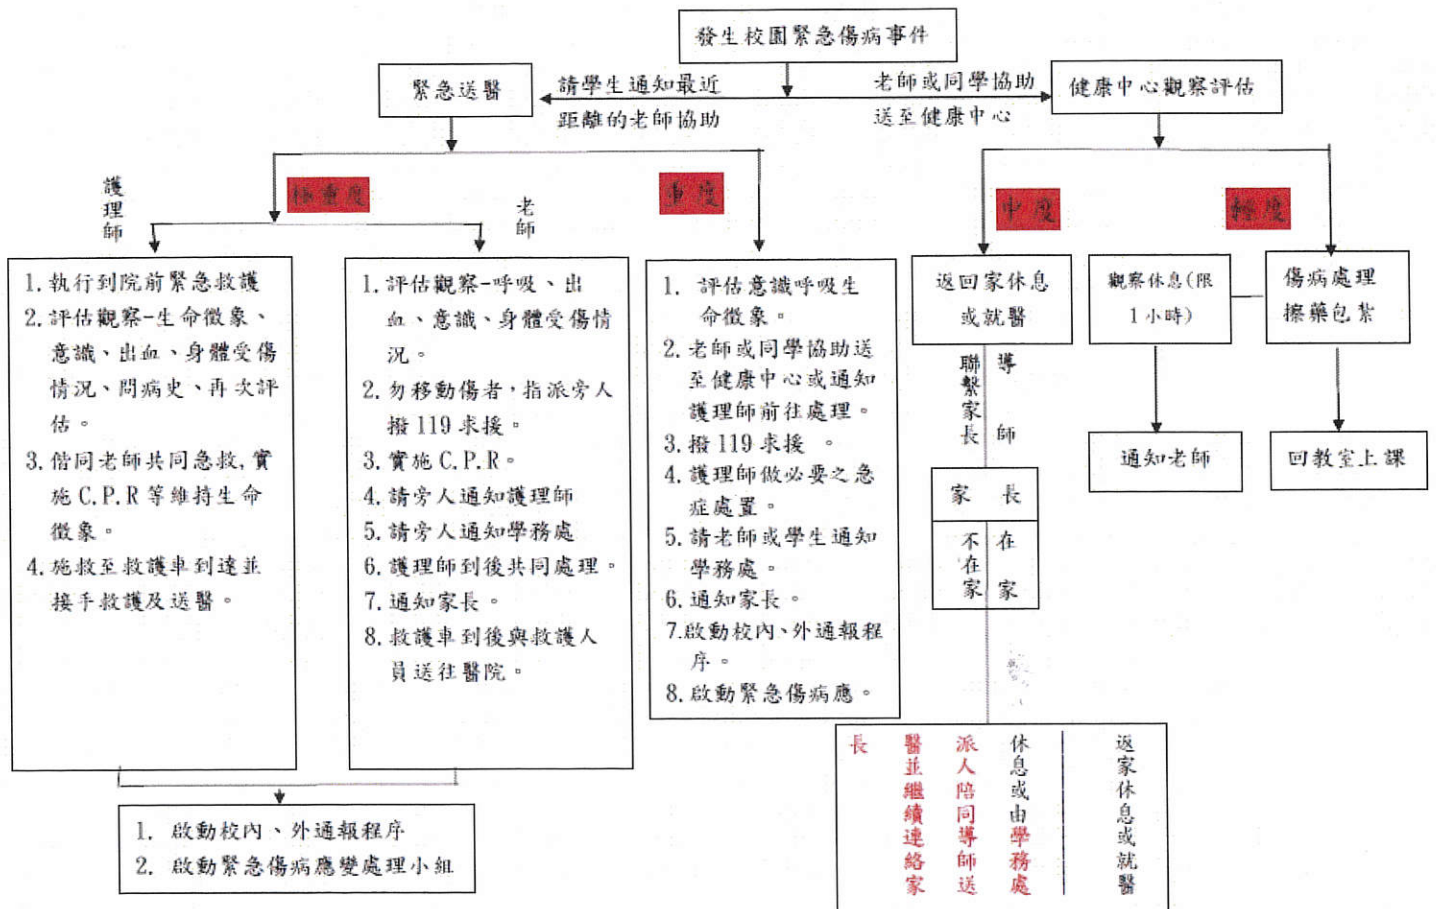 發生校園緊急傷病事件
緊急送醫
請學生通知最近
距離的老師協助
老師或同學協助
送至健康中心
健康中心觀察評估
護理師
極重度
老師
重度
中度
輕度
1.執行到院前緊急救護
2.評估觀察-生命徵象、
意識、出血、身體受傷
情況、問病史、再次評
估。
3.偕同老師共同急救,實
施C.P.R等維持生命
徵象。
4.施救至救護車到達並
接手救護及送醫。
1.評估觀察-呼吸、出
血、意識、身體受傷情
況。
2.勿移動傷者,指派旁人
撥119求援。
3.實施C.P.R。
4.請旁人通知護理師
5.請旁人通知學務處
6.護理師到後共同處理。
7.通知家長。
8.救護車到後與救護人
員送往醫院。
1. 評估意識呼吸生
命徵象。
2.老師或同學協助送
至健康中心或通知
護理師前往處理。
3.撥119求援 。
4.護理師做必要之急
症處置。
5.請老師或學生通知
學務處。
6.通知家長。
7.啟動校內、外通報程
序。
8.啟動緊急傷病應。
返回家休息
或就醫
觀察休息(限
1小時)
傷病處理
擦藥包紮
導師
聯繫家長
通知老師
回教室上課
家 長
在家
不在家
返家休息或就醫
休息或由學務處
派人陪同導師送
醫並繼續連絡家
長
1. 啟動校內、外通報程序
2. 啟動緊急傷病應變處理小組